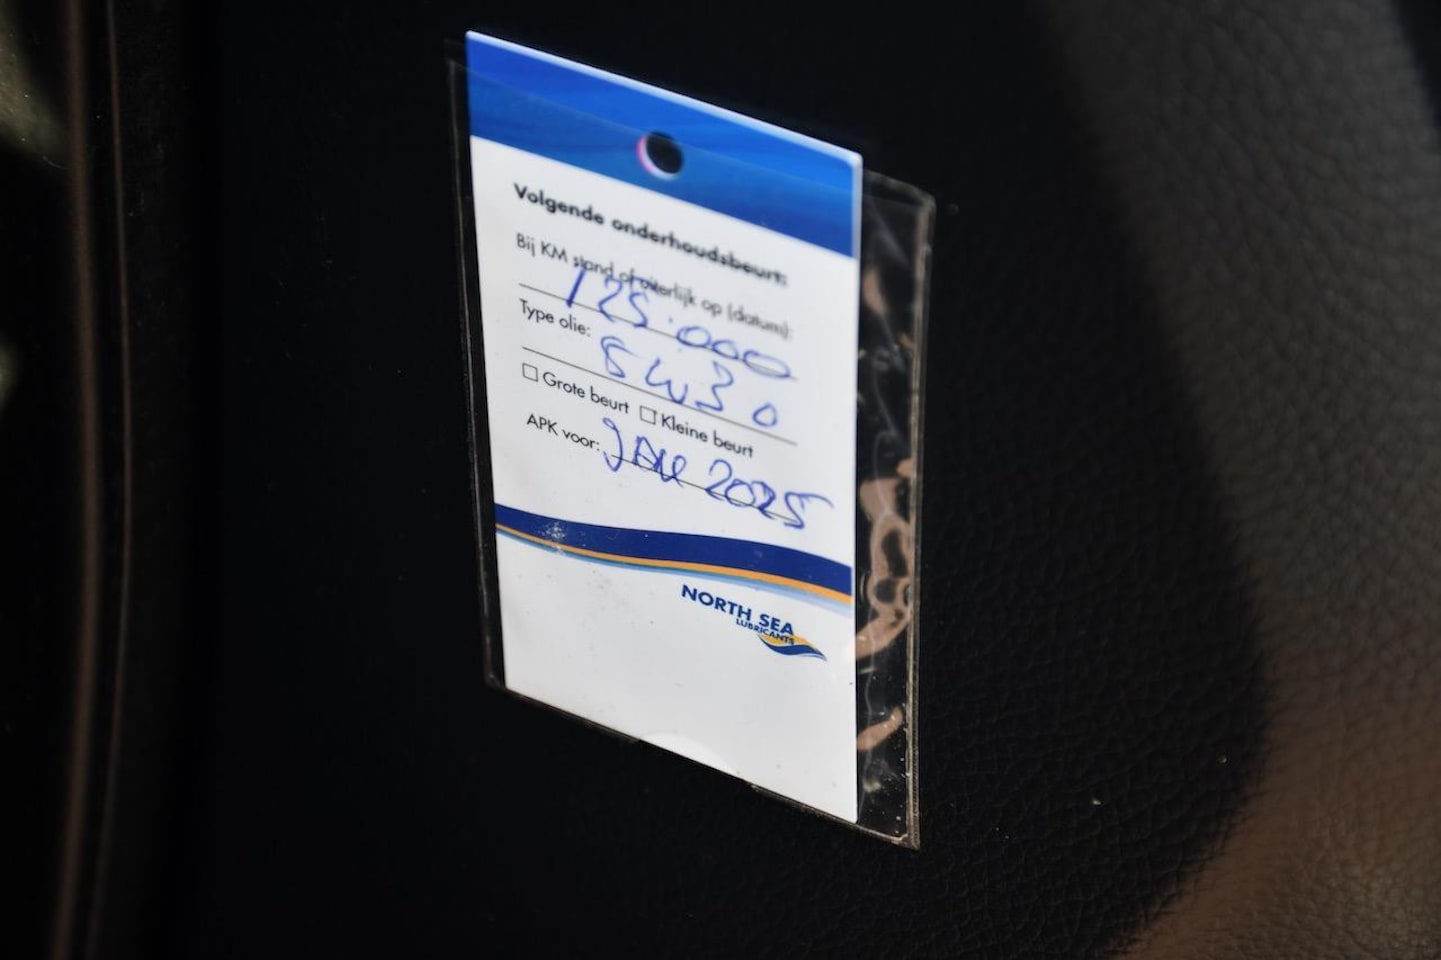 Volgende onderhoudsbeurt:
Bij KM stand of uiterlijk op (datum):
125.000
Type olie:
5W30
☐ Grote beurt ☐ Kleine beurt
APK voor: JAN 2025
NORTH SEA
LUBRICANTS